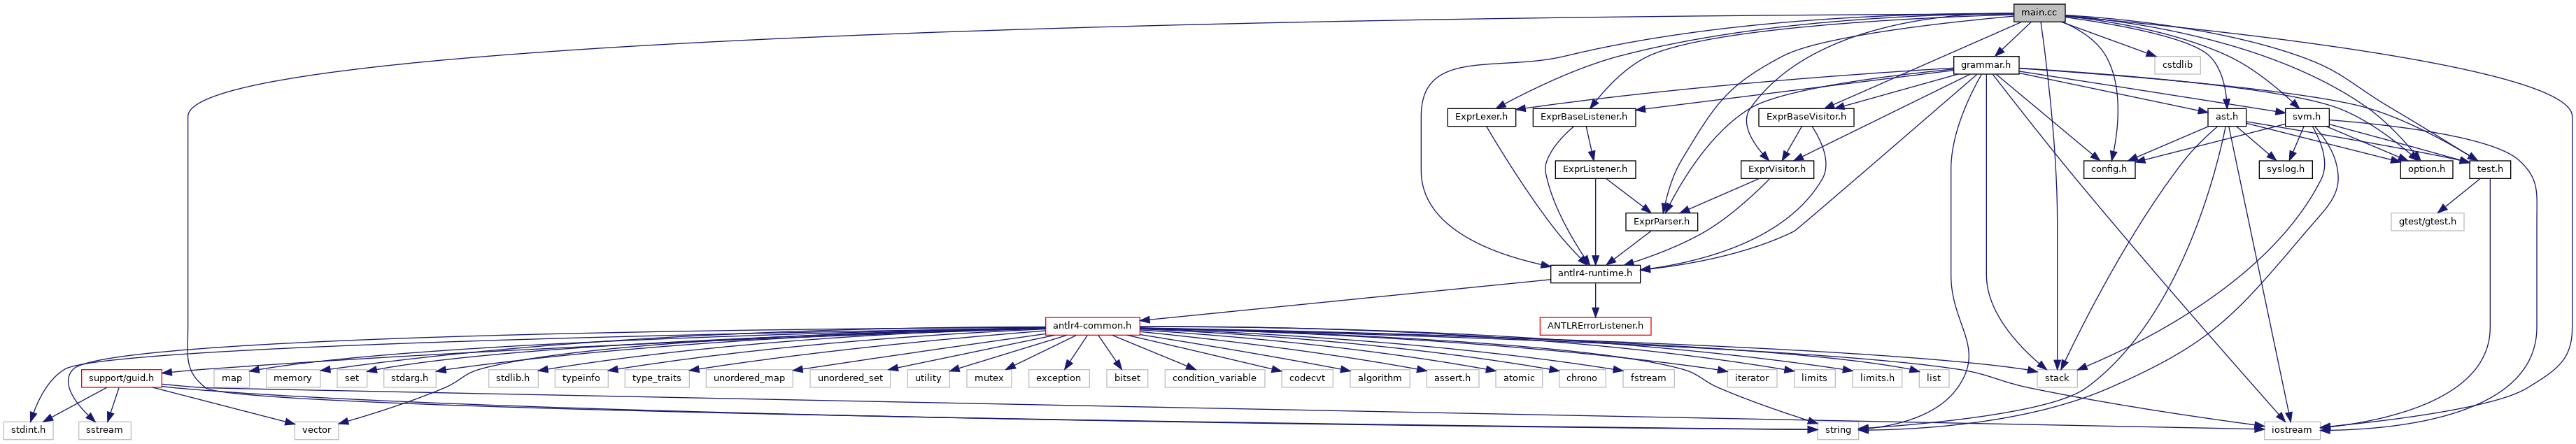 main.cc
grammar.h
cstdlib
ExprLexer.h
ExprBaseListener.h
ExprBaseVisitor.h
ast.h
svm.h
ExprListener.h
ExprVisitor.h
config.h
syslog.h
option.h
test.h
ExprParser.h
gtest/gtest.h
antlr4-runtime.h
antlr4-common.h
ANTLRErrorListener.h
support/guid.h
map
memory
set
stdarg.h
stdlib.h
typeinfo
type_traits
unordered_map
unordered_set
utility
mutex
exception
bitset
condition_variable
codecvt
algorithm
assert.h
atomic
chrono
fstream
iterator
limits
limits.h
list
stack
stdint.h
sstream
vector
string
iostream